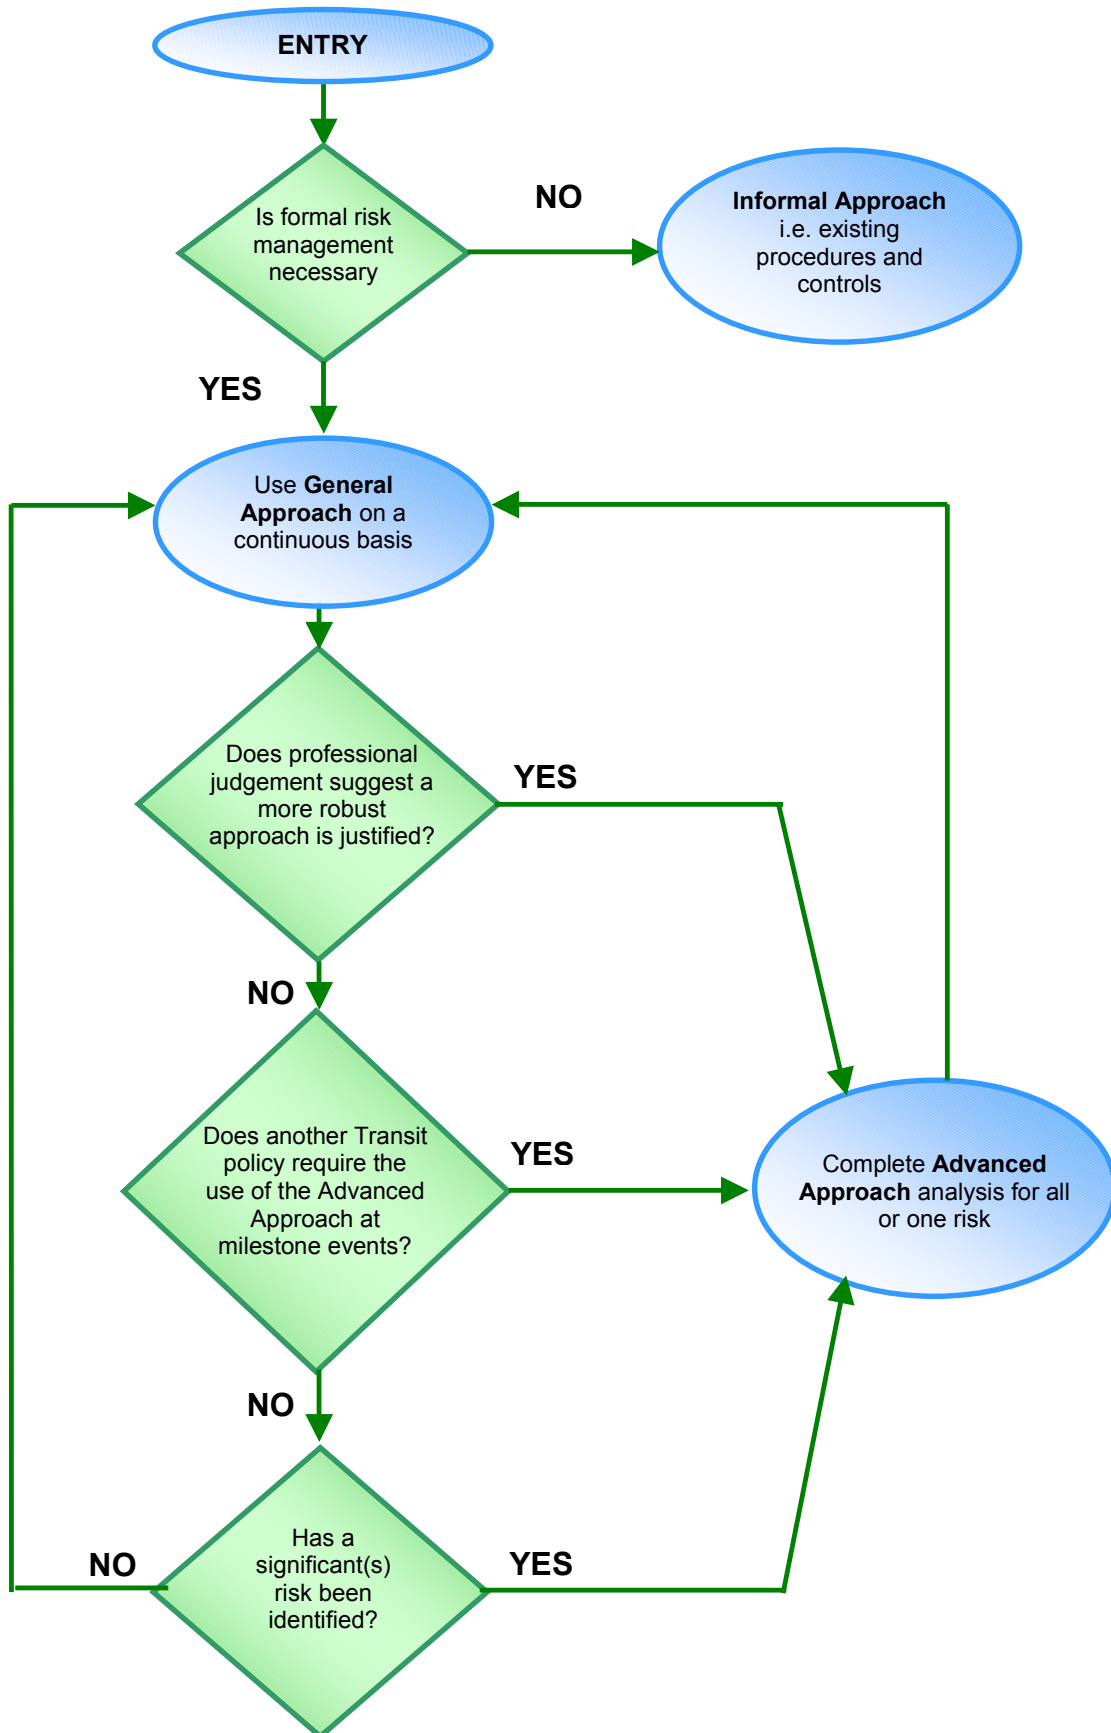 ENTRY
Is formal risk
management
necessary
NO
Informal Approach
i.e. existing
procedures and
controls
YES
Use General
Approach on a
continuous basis
Does professional
judgement suggest a
more robust
approach is justified?
YES
NO
Does another Transit
policy require the
use of the Advanced
Approach at
milestone events?
YES
Complete Advanced
Approach analysis for all
or one risk
NO
Has a
significant(s)
risk been
identified?
NO
YES